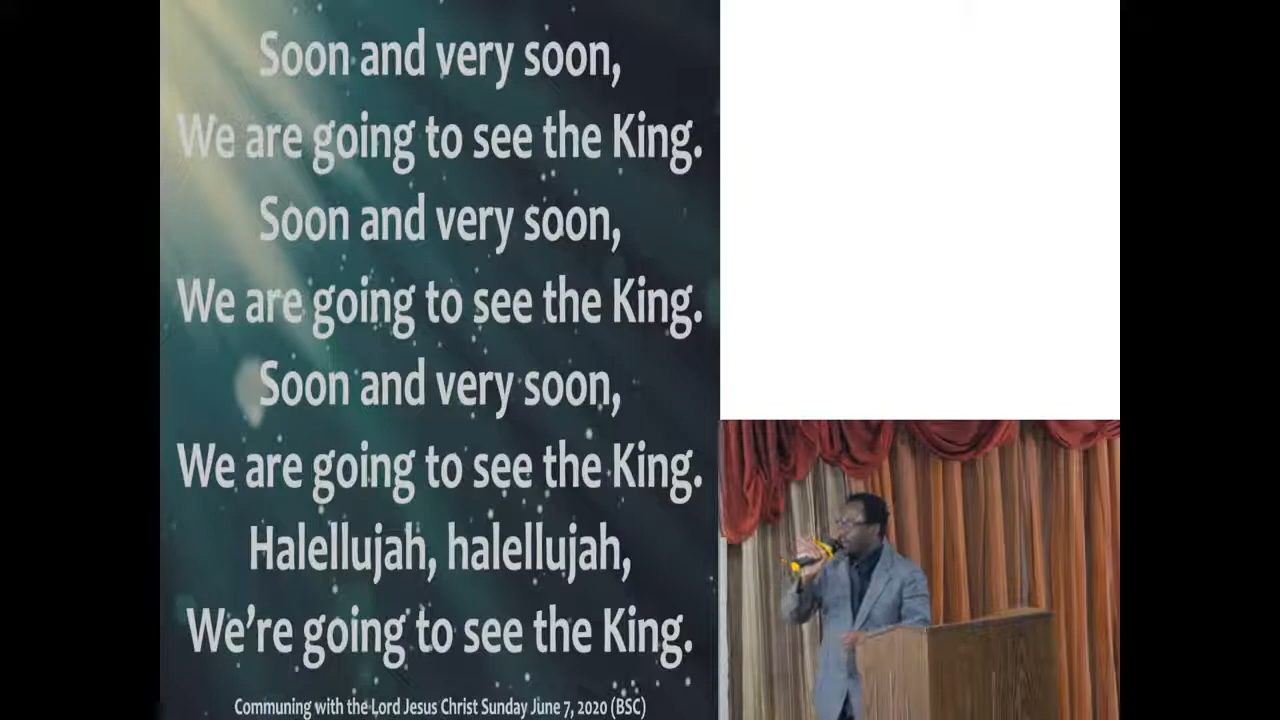 Soon and very soon,
We are going to see the King.
Soon and very soon,
We are going to see the King.
Soon and very soon,
We are going to see the King.
Halellujah, halellujah,
We’re going to see the King.
Communing with the Lord Jesus Christ Sunday June 7, 2020 (BSC)